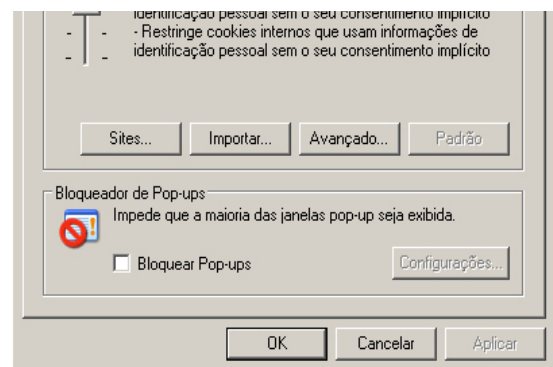 identificação pessoal sem o seu consentimento implícito
- Restringe cookies internos que usam informações de
identificação pessoal sem o seu consentimento implícito
Sites... Importar... Avançado... Padrão
Bloqueador de Pop-ups
Impede que a maioria das janelas pop-up seja exibida.
Bloquear Pop-ups Configurações...
OK Cancelar Aplicar